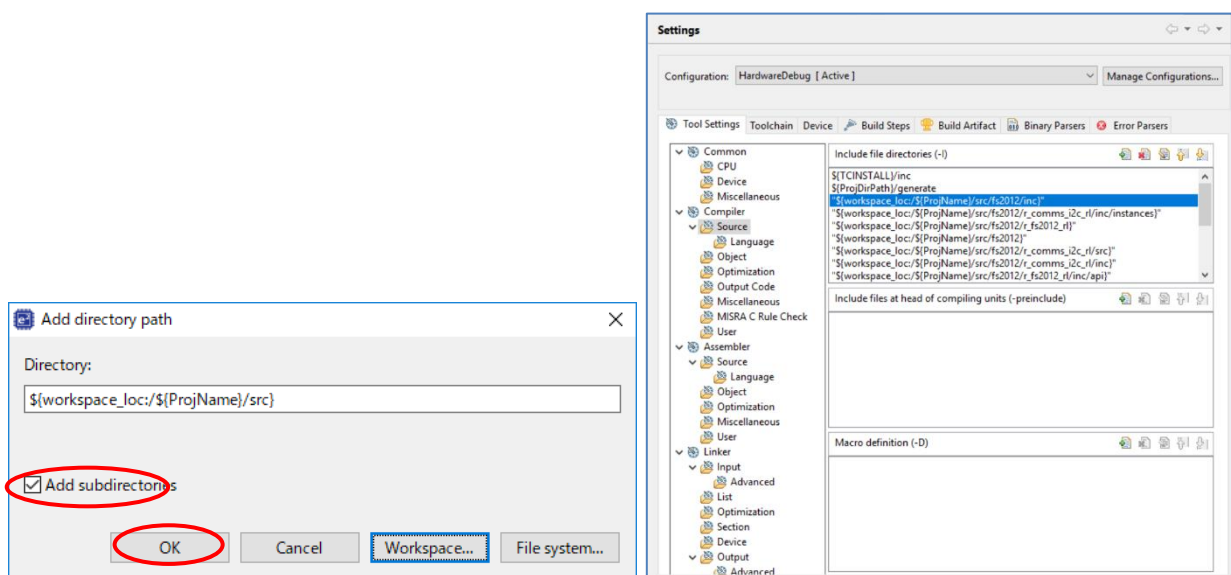 Add directory path
Directory:
${workspace_loc:/${ProjName}/src}
Add subdirectories
OK
Cancel
Workspace...
File system...
Settings
Configuration:
HardwareDebug [ Active ]
Manage Configurations...
Tool Settings
Toolchain
Device
Build Steps
Build Artifact
Binary Parsers
Error Parsers
Common
CPU
Device
Miscellaneous
Compiler
Source
Language
Object
Optimization
Output Code
Miscellaneous
MISRA C Rule Check
User
Assembler
Source
Language
Object
Optimization
Miscellaneous
User
Linker
Input
Advanced
List
Optimization
Section
Device
Output
Advanced
Include file directories (-I)
${TCINSTALL}/inc
${ProjDirPath}/generate
"${workspace_loc:/${ProjName}/src/fs2012/inc}"
"${workspace_loc:/${ProjName}/src/fs2012/r_comms_i2c_rl/inc/instances}"
"${workspace_loc:/${ProjName}/src/fs2012/r_fs2012_rl}"
"${workspace_loc:/${ProjName}/src/fs2012}"
"${workspace_loc:/${ProjName}/src/fs2012/r_comms_i2c_rl/src}"
"${workspace_loc:/${ProjName}/src/fs2012/r_comms_i2c_rl/inc}"
"${workspace_loc:/${ProjName}/src/fs2012/r_fs2012_rl/inc/api}"
Include files at head of compiling units (-preinclude)
Macro definition (-D)